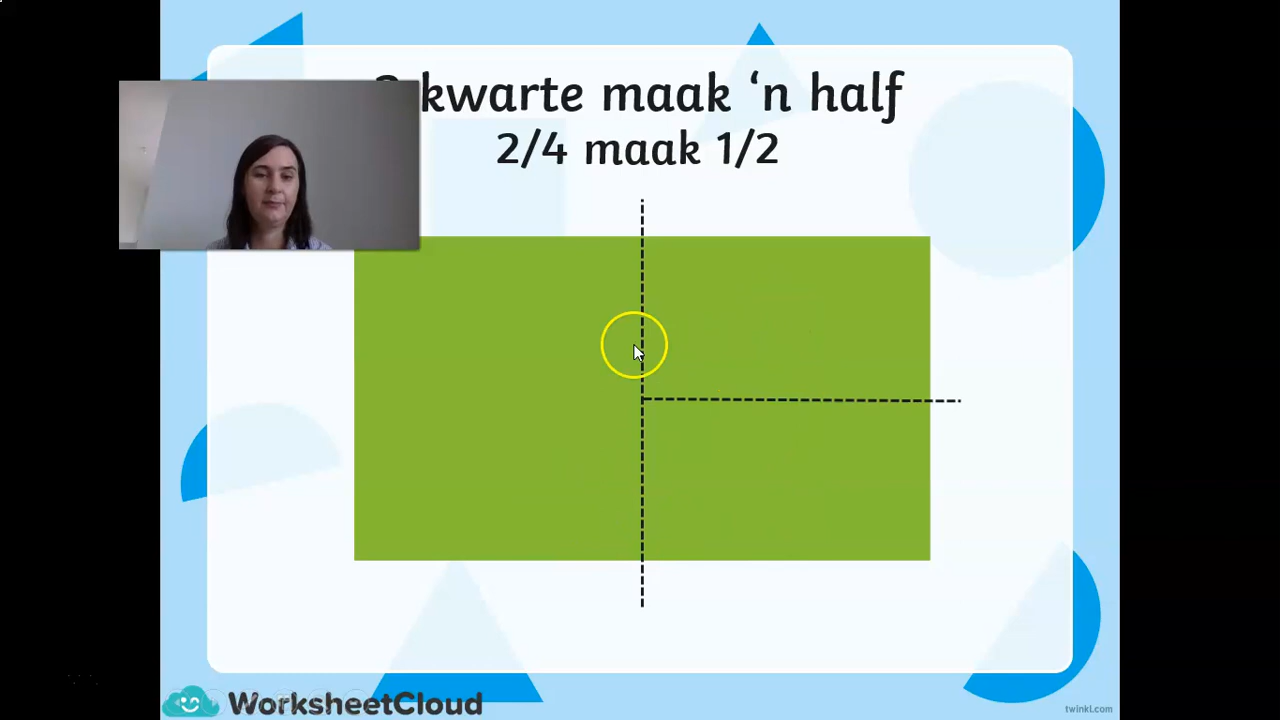 kwarte maak ‘n half
2/4 maak 1/2
WorksheetCloud
twinkl.com